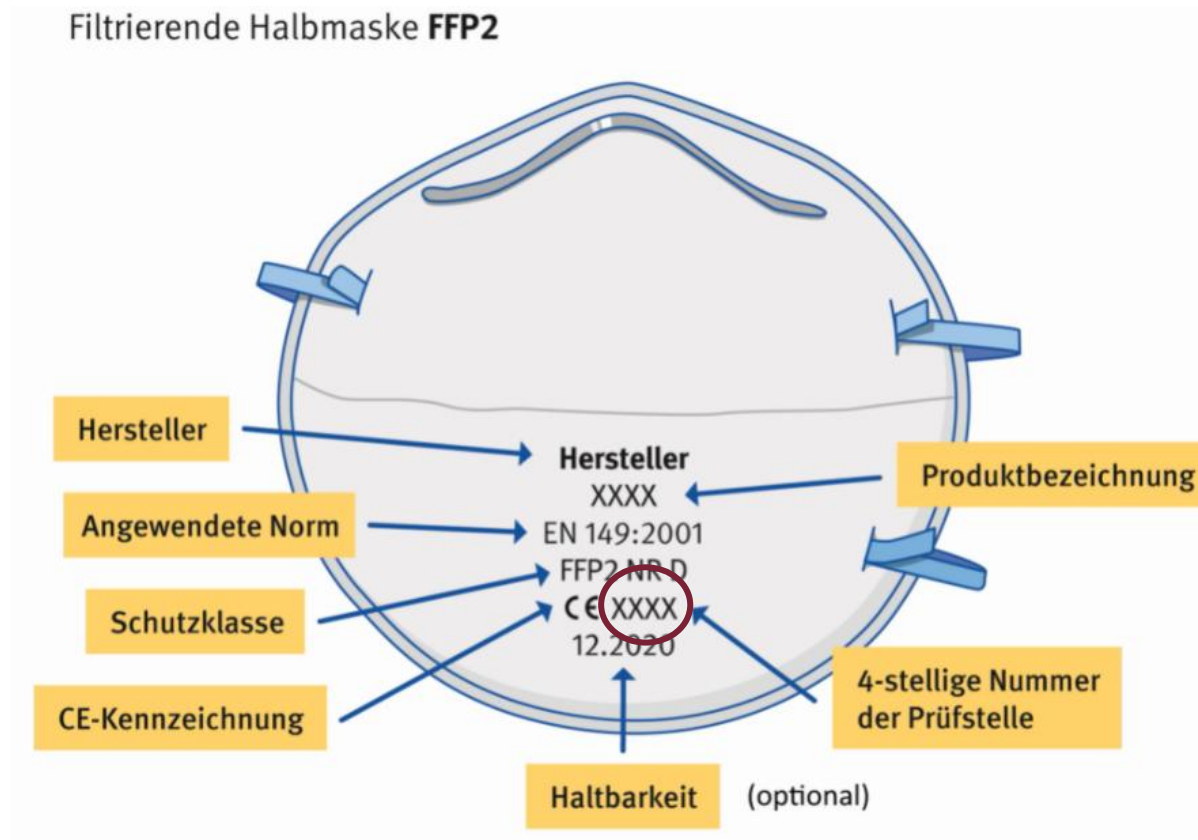 Filtrierende Halbmaske FFP2
Hersteller
Angewendete Norm
Schutzklasse
CE-Kennzeichnung
Hersteller
XXXX
EN 149:2001
FFP2 NR D
CE XXXX
12.2020
Produktbezeichnung
4-stellige Nummer
der Prüfstelle
Haltbarkeit (optional)